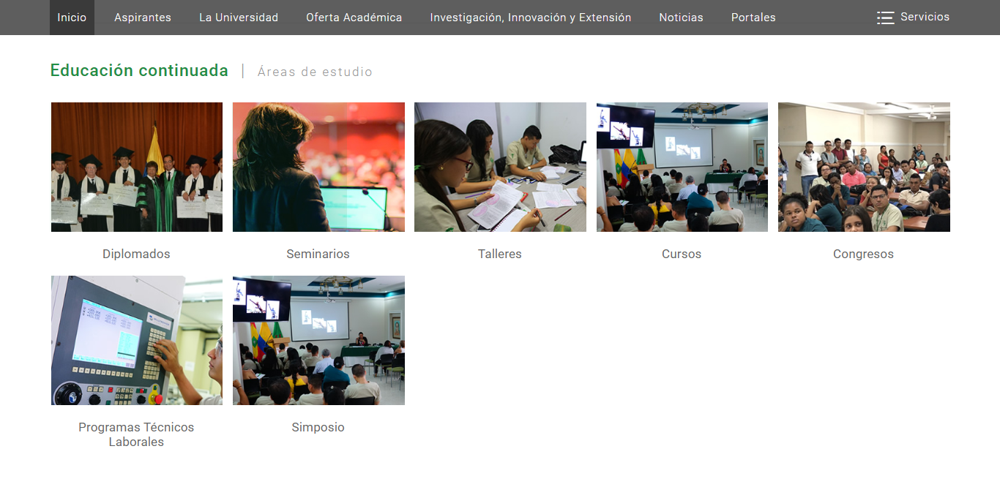 Inicio Aspirantes La Universidad Oferta Académica Investigación, Innovación y Extensión Noticias Portales Servicios
Educación continuada | Áreas de estudio
Diplomados Seminarios Talleres Cursos Congresos
Programas Técnicos
Laborales
Simposio